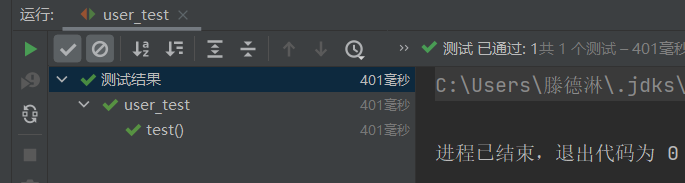 运行: user_test
测试 已通过: 1共 1 个测试 – 401毫秒
测试结果 401毫秒
user_test 401毫秒
test() 401毫秒
C:\Users\滕德淋\.jdks\
进程已结束，退出代码为 0